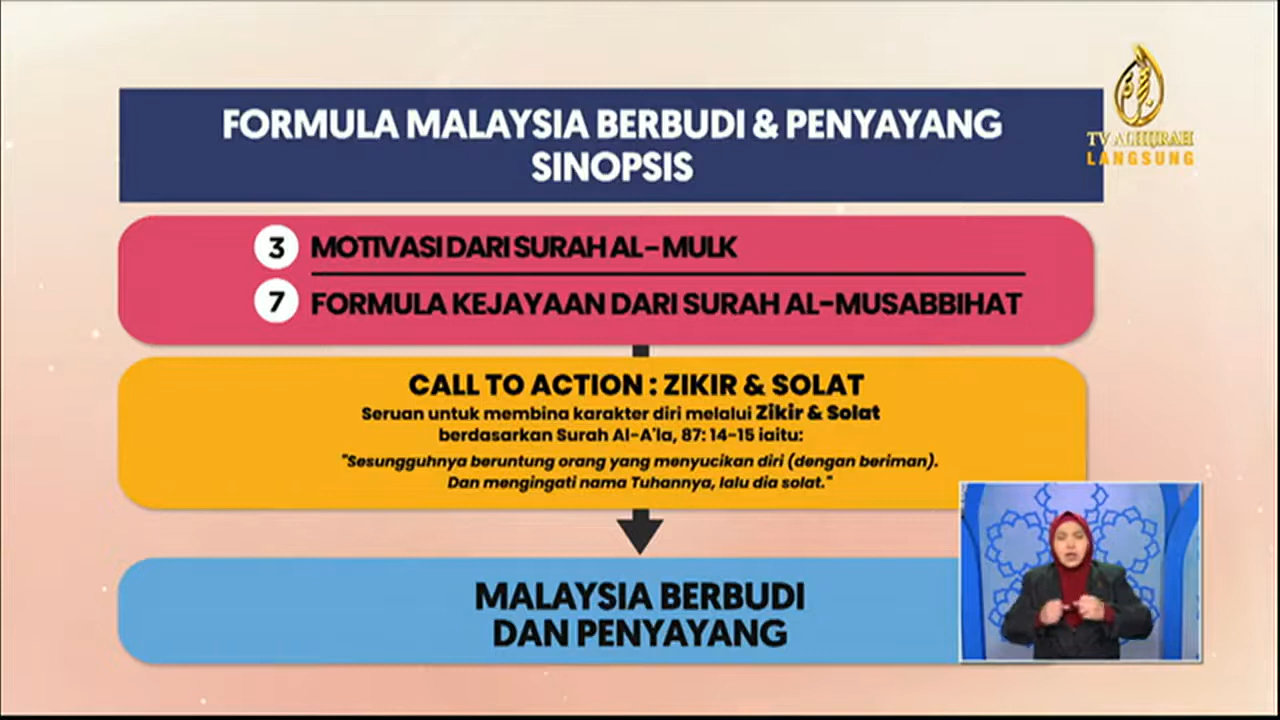 FORMULA MALAYSIA BERBUDI & PENYAYANG
SINOPSIS
TV ALHIJRAH
LANGSUNG
3 MOTIVASI DARI SURAH AL-MULK
7 FORMULA KEJAYAAN DARI SURAH AL-MUSABBIHAT
CALL TO ACTION : ZIKIR & SOLAT
Seruan untuk membina karakter diri melalui Zikir & Solat
berdasarkan Surah Al-A'la, 87: 14-15 iaitu:
"Sesungguhnya beruntung orang yang menyucikan diri (dengan beriman).
Dan mengingati nama Tuhannya, lalu dia solat."
MALAYSIA BERBUDI
DAN PENYAYANG